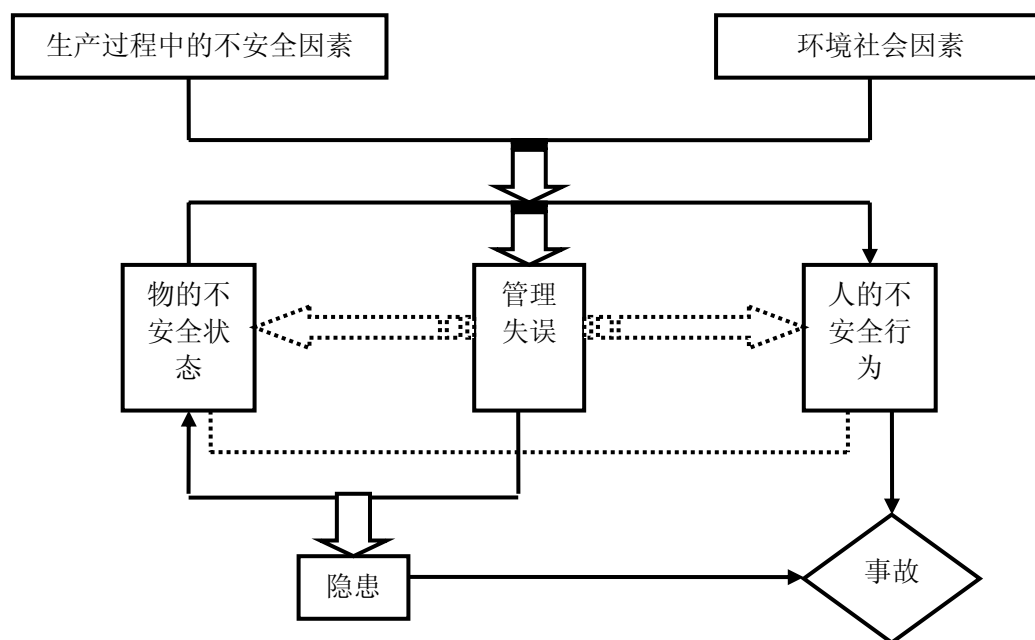 生产过程中的不安全因素
环境社会因素
物的不
安全状
态
管理
失误
人的不
安全行
为
隐患
事故